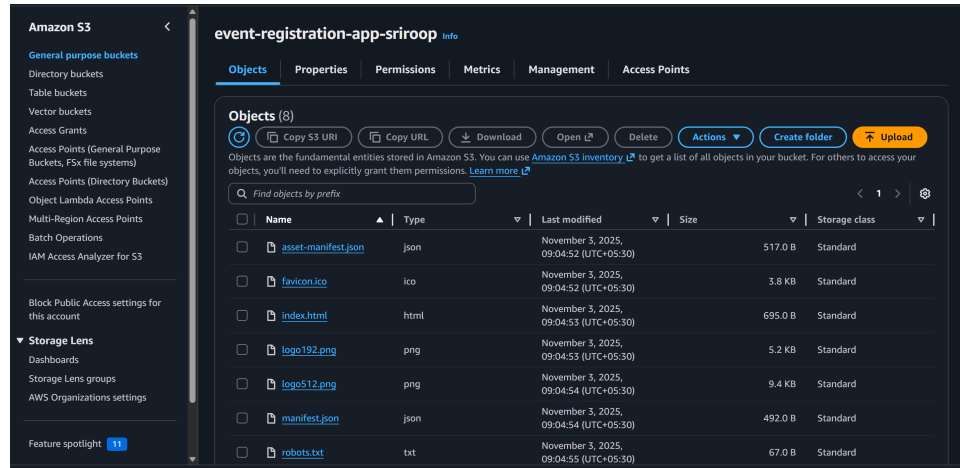 Amazon S3
General purpose buckets
Directory buckets
Table buckets
Vector buckets
Access Grants
Access Points (General Purpose
Buckets, FSx file systems)
Access Points (Directory Buckets)
Object Lambda Access Points
Multi-Region Access Points
Batch Operations
IAM Access Analyzer for S3
Block Public Access settings for
this account
Storage Lens
Dashboards
Storage Lens groups
AWS Organizations settings
Feature spotlight 11
event-registration-app-sriroop Info
Objects Properties Permissions Metrics Management Access Points
Objects (8)
Copy S3 URI Copy URL Download Open Delete Actions Create folder Upload
Objects are the fundamental entities stored in Amazon S3. You can use Amazon S3 inventory to get a list of all objects in your bucket. For others to access your
objects, you'll need to explicitly grant them permissions. Learn more
Find objects by prefix
1
Name Type Last modified Size Storage class
asset-manifest.json json November 3, 2025, 517.0 B Standard
09:04:52 (UTC+05:30)
favicon.ico ico November 3, 2025, 3.8 KB Standard
09:04:52 (UTC+05:30)
index.html html November 3, 2025, 695.0 B Standard
09:04:53 (UTC+05:30)
logo192.png png November 3, 2025, 5.2 KB Standard
09:04:53 (UTC+05:30)
logo512.png png November 3, 2025, 9.4 KB Standard
09:04:54 (UTC+05:30)
manifest.json json November 3, 2025, 492.0 B Standard
09:04:54 (UTC+05:30)
robots.txt txt November 3, 2025, 67.0 B Standard
09:04:55 (UTC+05:30)